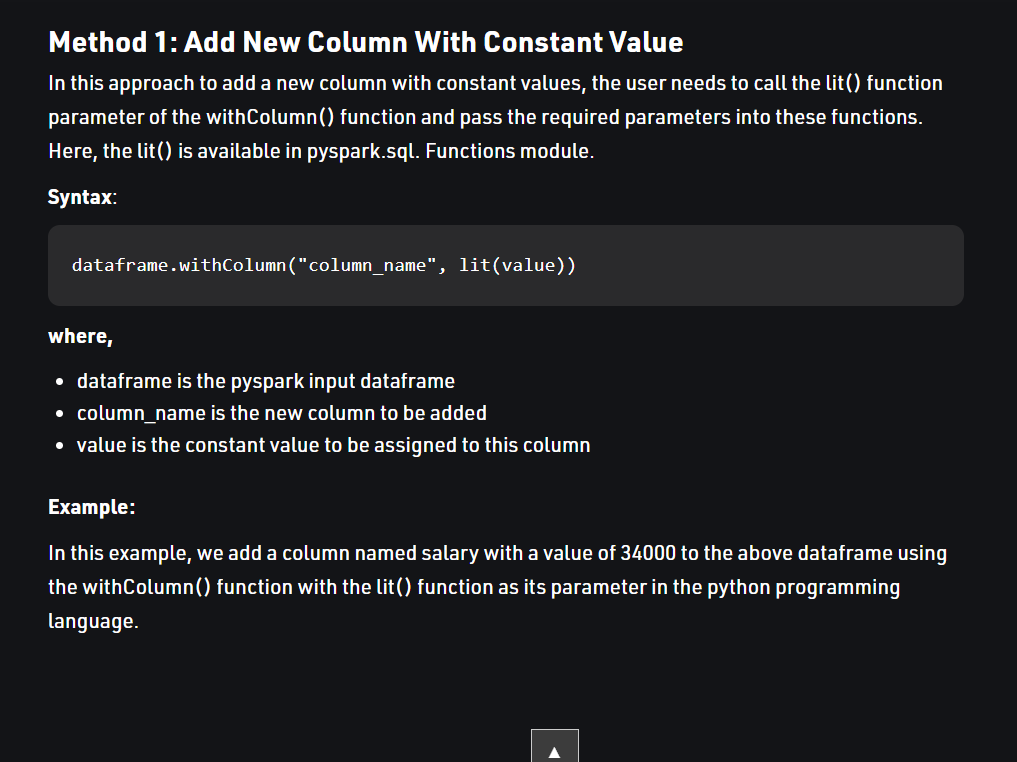 Method 1: Add New Column With Constant Value
In this approach to add a new column with constant values, the user needs to call the lit() function
parameter of the withColumn() function and pass the required parameters into these functions.
Here, the lit() is available in pyspark.sql. Functions module.
Syntax:
dataframe.withColumn("column_name", lit(value))
where,
• dataframe is the pyspark input dataframe
• column_name is the new column to be added
• value is the constant value to be assigned to this column
Example:
In this example, we add a column named salary with a value of 34000 to the above dataframe using
the withColumn() function with the lit() function as its parameter in the python programming
language.